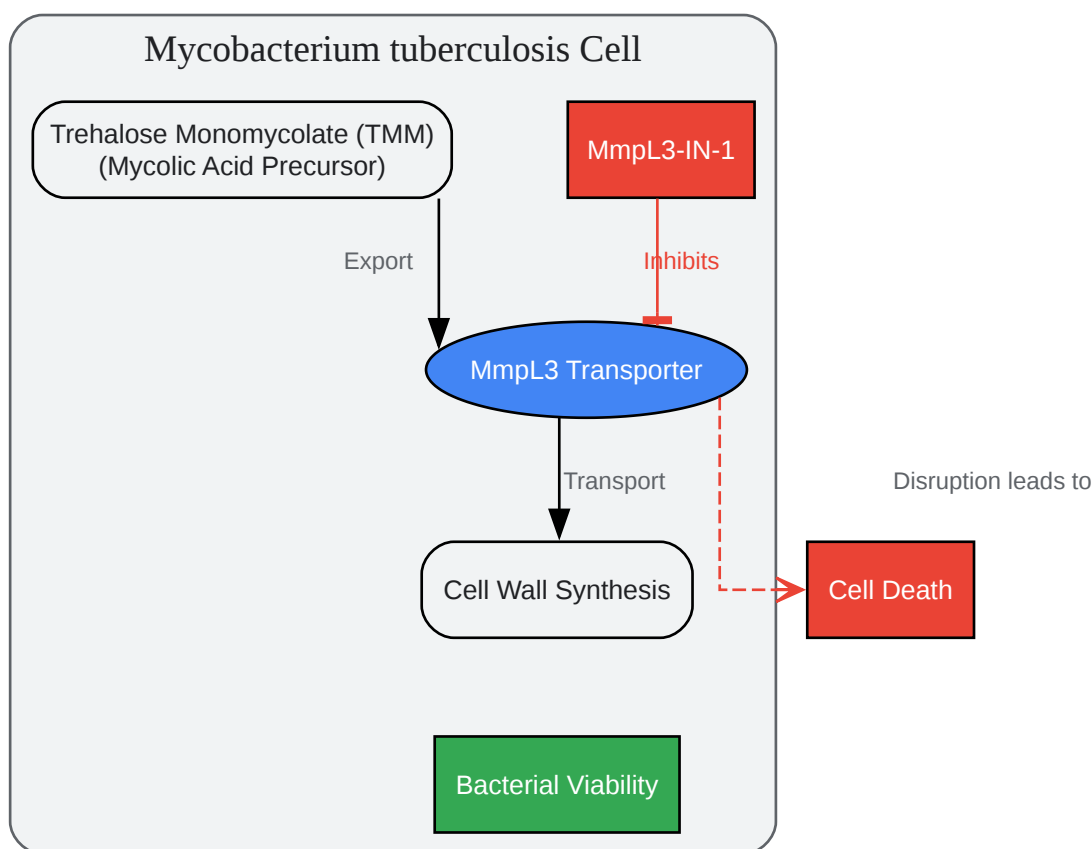 Mycobacterium tuberculosis Cell
Trehalose Monomycolate (TMM)
(Mycolic Acid Precursor)
MmpL3-IN-1
Export
Inhibits
MmpL3 Transporter
Transport
Disruption leads to
Cell Wall Synthesis
Cell Death
Bacterial Viability